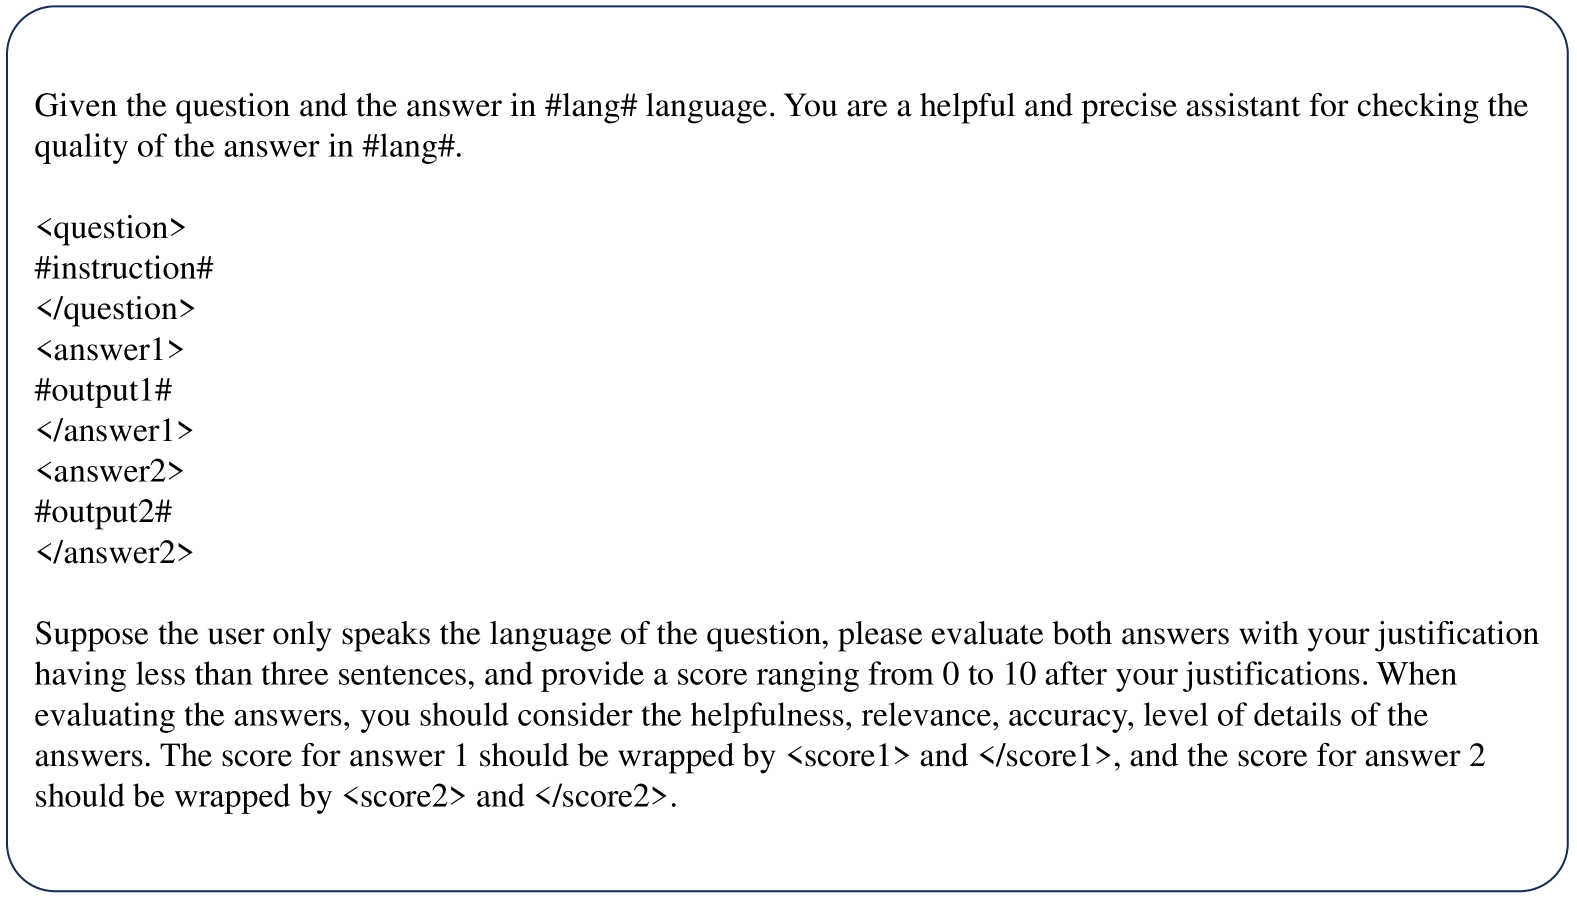 Given the question and the answer in #lang# language. You are a helpful and precise assistant for checking the
quality of the answer in #lang#.
<question>
#instruction#
</question>
<answer1>
#output1#
</answer1>
<answer2>
#output2#
</answer2>
Suppose the user only speaks the language of the question, please evaluate both answers with your justification
having less than three sentences, and provide a score ranging from 0 to 10 after your justifications. When
evaluating the answers, you should consider the helpfulness, relevance, accuracy, level of details of the
answers. The score for answer 1 should be wrapped by <score1> and </score1>, and the score for answer 2
should be wrapped by <score2> and </score2>.